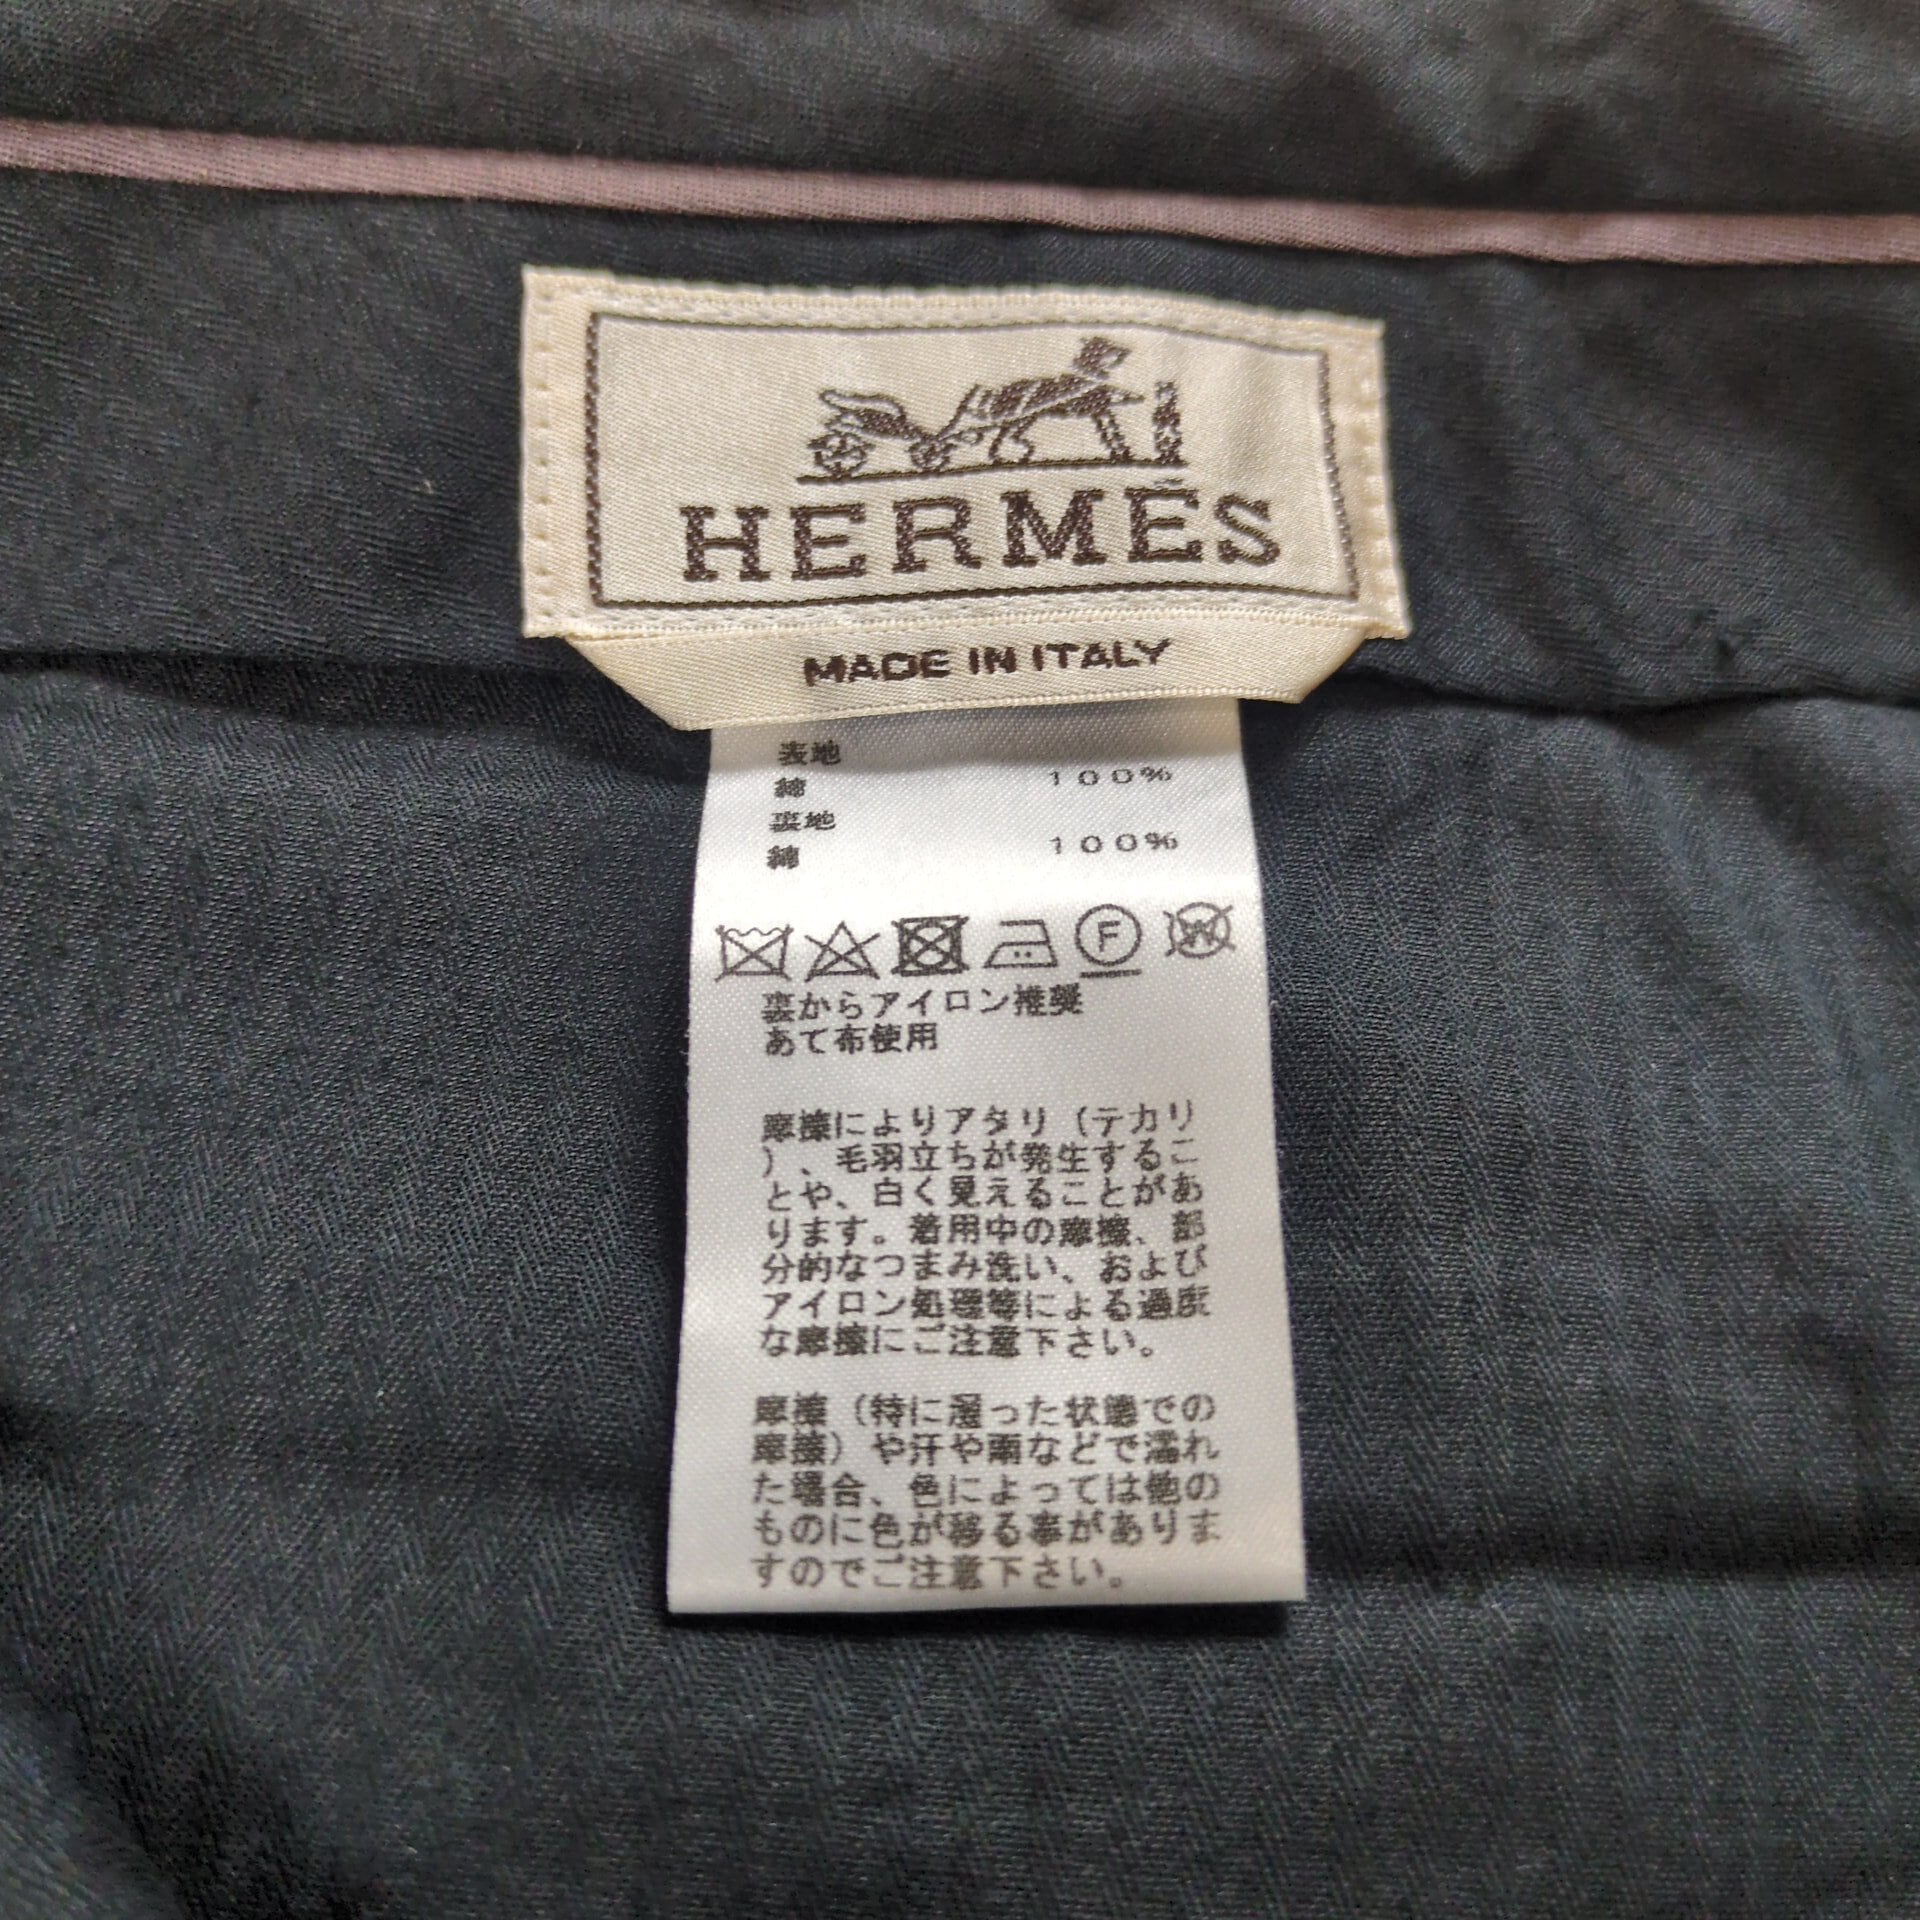 HERMÈS
MADE IN ITALY
表地
綿 100%
裏地
綿 100%
F W
裏からアイロン推奨
あて布使用
摩擦によりアタリ（テカリ
）、毛羽立ちが発生するこ
とや、白く見えることがあ
ります。着用中の摩擦、部
分的なつまみ洗い、および
アイロン処理等による過度
な摩擦にご注意下さい。
摩擦（特に湿った状態での
摩擦）や汗や雨などで濡れ
た場合、色によっては他の
ものに色が移る事がありま
すのでご注意下さい。